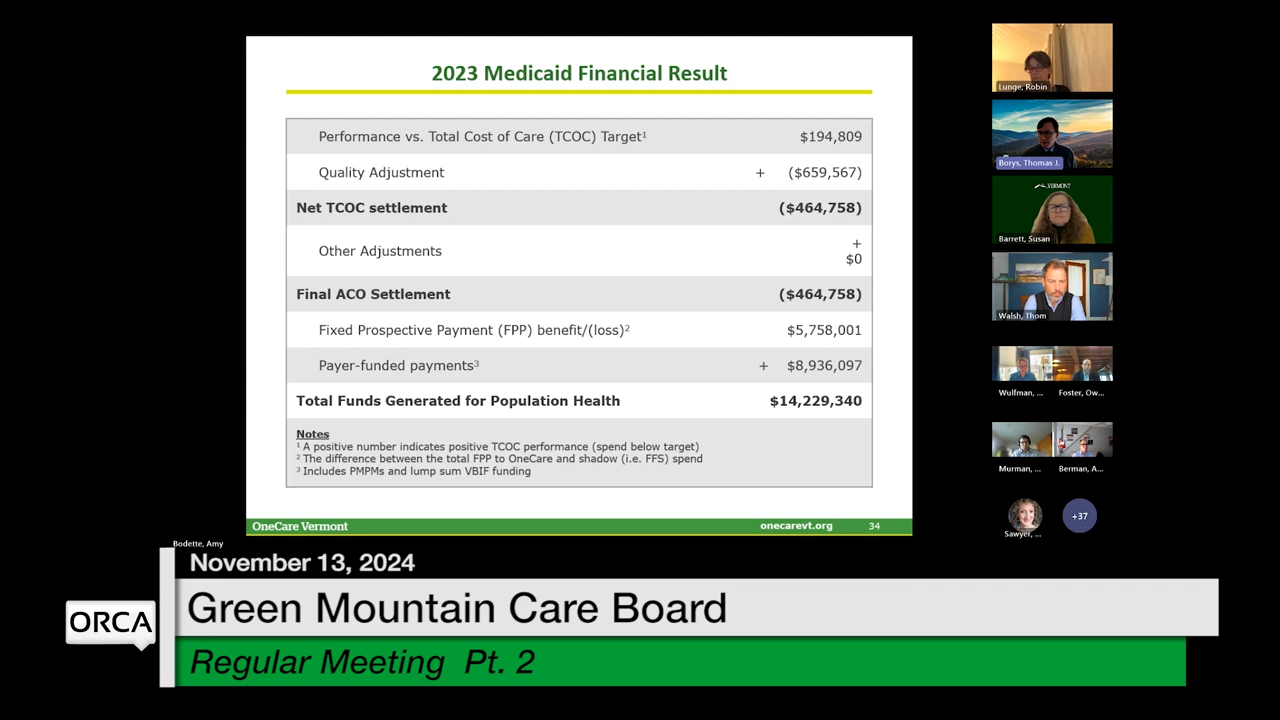 2023 Medicaid Financial Result
Performance vs. Total Cost of Care (TCOC) Target¹ $194,809
Quality Adjustment + ($659,567)
Net TCOC settlement ($464,758)
Other Adjustments + $0
Final ACO Settlement ($464,758)
Fixed Prospective Payment (FPP) benefit/(loss)² $5,758,001
Payer-funded payments³ + $8,936,097
Total Funds Generated for Population Health $14,229,340
Notes
¹ A positive number indicates positive TCOC performance (spend below target)
² The difference between the total FPP to OneCare and shadow (i.e. FFS) spend
³ Includes PMPMs and lump sum VBIF funding
OneCare Vermont onecarevt.org 34
Lunge, Robin
Borys, Thomas J.
VERMONT
Barrett, Susan
Walsh, Thom
Wulfman, ... Foster, Ow...
Murman, ... Berman, A...
+37
Sawyer, ...
Bodette, Amy
November 13, 2024
ORCA
Green Mountain Care Board
Regular Meeting Pt. 2